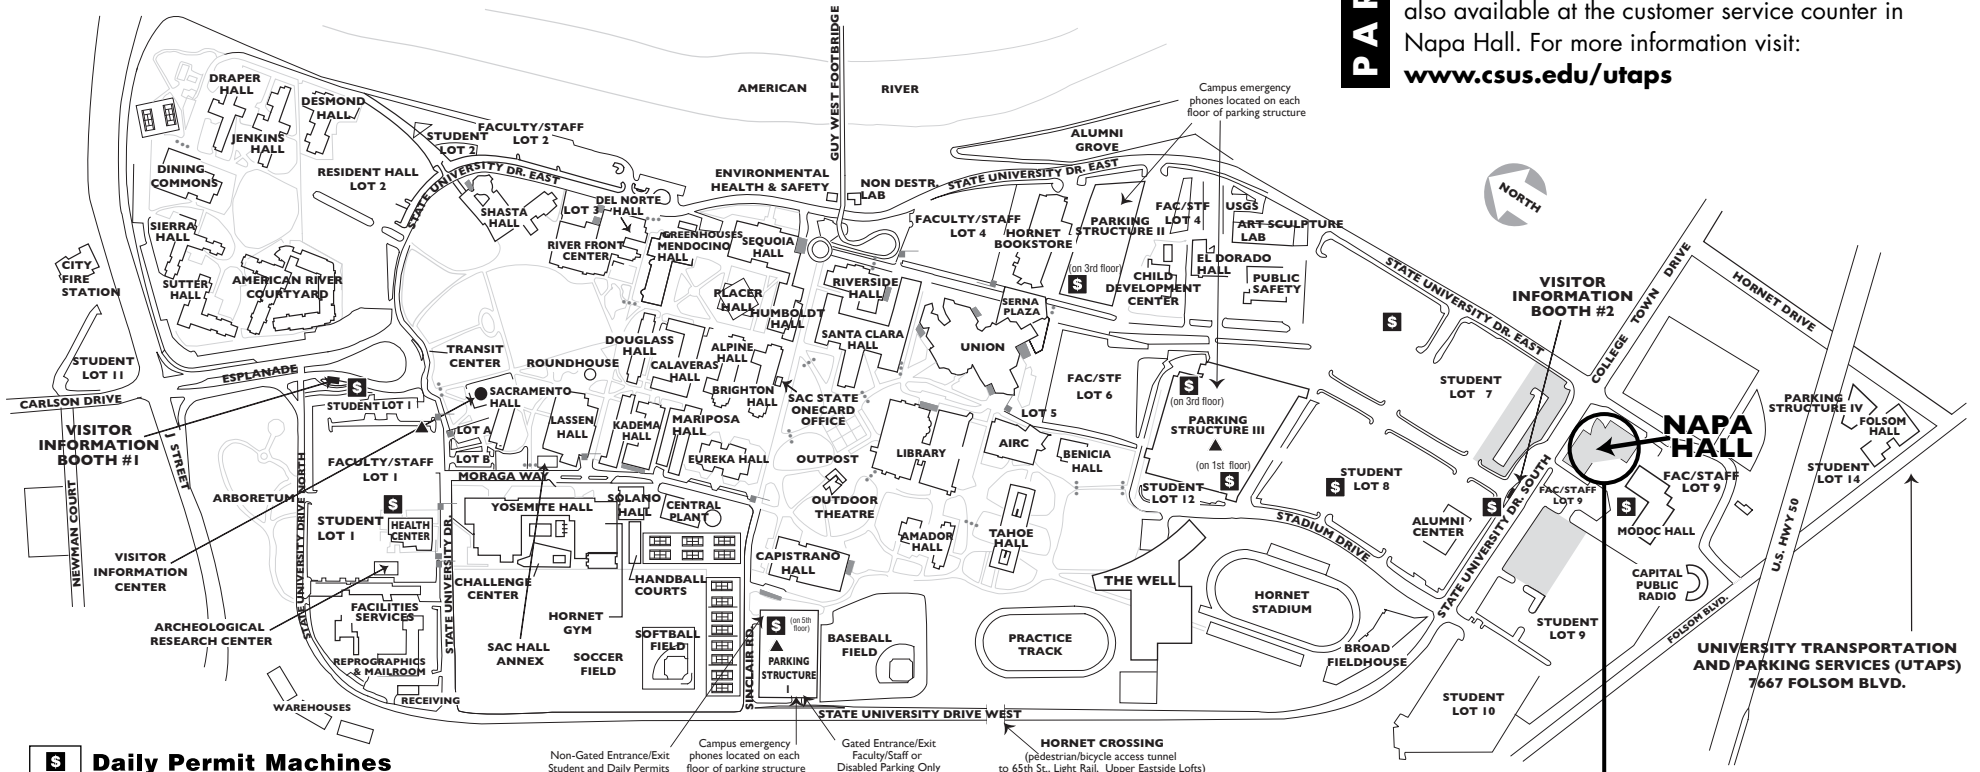 PAR
also available at the customer service counter in
Napa Hall. For more information visit:
www.csus.edu/utaps
GUY WEST FOOTBRIDGE
AMERICAN
RIVER
Campus emergency
phones located on each
floor of parking structure
DRAPER
HALL
DESMOND
HALL
JENKINS
HALL
DINING
COMMONS
RESIDENT HALL
LOT 2
STUDENT
LOT 2
FACULTY/STAFF
LOT 2
STATE UNIVERSITY DR. EAST
ALUMNI
GROVE
ENVIRONMENTAL
HEALTH & SAFETY
NON DESTR.
LAB
STATE UNIVERSITY DR. EAST
NORTH
SHASTA
HALL
LOT 3
DEL NORTE
HALL
RIVER FRONT
CENTER
GREENHOUSES
MENDOCINO
HALL
SEQUOIA
HALL
FACULTY/STAFF
LOT 4
HORNET
BOOKSTORE
PARKING
STRUCTURE II
(on 3rd floor)
$
FAC/STF
LOT 4
USGS
ART SCULPTURE
LAB
EL DORADO
HALL
CHILD
DEVELOPMENT
CENTER
PUBLIC
SAFETY
SIERRA
HALL
SUTTER
HALL
AMERICAN RIVER
COURTYARD
CITY
FIRE
STATION
STUDENT
LOT 11
ESPLANADE
CARLSON DRIVE
J STREET
NEWMAN COURT
VISITOR
INFORMATION
BOOTH #1
$
STUDENT LOT 1
TRANSIT
CENTER
ROUNDHOUSE
SACRAMENTO
HALL
LOT A
LOT B
MORAGA WAY
DOUGLASS
HALL
PLACER
HALL
HUMBOLDT
HALL
ALPINE
HALL
CALAVERAS
HALL
BRIGHTON
HALL
LASSEN
HALL
KADEMA
HALL
MARIPOSA
HALL
EUREKA HALL
RIVERSIDE
HALL
SANTA CLARA
HALL
SAC STATE
ONECARD
OFFICE
OUTPOST
OUTDOOR
THEATRE
LIBRARY
UNION
SERNA
PLAZA
LOT 5
AIRC
BENICIA
HALL
FAC/STF
LOT 6
$
(on 3rd floor)
PARKING
STRUCTURE III
(on 1st floor)
$
STUDENT
LOT 12
STATE UNIVERSITY DR. EAST
$
VISITOR
INFORMATION
BOOTH #2
COLLEGE TOWN DRIVE
HORNET DRIVE
STUDENT
LOT 7
NAPA
HALL
PARKING
STRUCTURE IV
FOLSOM
HALL
STUDENT
LOT 14
STUDENT
LOT 8
$
$
FAC/STAFF
LOT 9
FAC/STAFF
LOT 9
$
MODOC HALL
ALUMNI
CENTER
STADIUM DRIVE
STATE UNIVERSITY DR. SOUTH
U.S. HWY 50
CAPITAL
PUBLIC
RADIO
FOLSOM BLVD.
STUDENT
LOT 9
STUDENT
LOT 10
UNIVERSITY TRANSPORTATION
AND PARKING SERVICES (UTAPS)
7667 FOLSOM BLVD.
FACULTY/STAFF
LOT 1
ARBORETUM
$
STUDENT
LOT 1
HEALTH
CENTER
STATE UNIVERSITY DRIVE NORTH
STATE UNIVERSITY DR.
VISITOR
INFORMATION
CENTER
ARCHEOLOGICAL
RESEARCH CENTER
FACILITIES
SERVICES
REPROGRAPHICS
& MAILROOM
RECEIVING
WAREHOUSES
YOSEMITE HALL
SOLANO
HALL
CENTRAL
PLANT
CHALLENGE
CENTER
HANDBALL
COURTS
HORNET
GYM
SAC HALL
ANNEX
SOCCER
FIELD
SOFTBALL
FIELD
SINCLAIR RD.
CAPISTRANO
HALL
AMADOR
HALL
TAHOE
HALL
THE WELL
HORNET
STADIUM
BROAD
FIELDHOUSE
$
(on 5th
floor)
PARKING
STRUCTURE
I
BASEBALL
FIELD
PRACTICE
TRACK
STATE UNIVERSITY DRIVE WEST
$ Daily Permit Machines
Non-Gated Entrance/Exit
Student and Daily Permits
Campus emergency
phones located on each
floor of parking structure
Gated Entrance/Exit
Faculty/Staff or
Disabled Parking Only
HORNET CROSSING
(pedestrian/bicycle access tunnel
to 65th St., Light Rail, Upper Eastside Lofts)